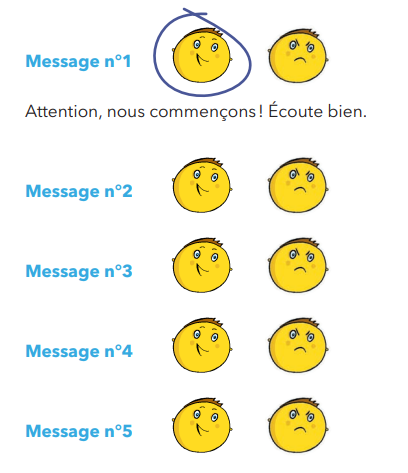 Message n°1
Attention, nous commençons ! Écoute bien.
Message n°2
Message n°3
Message n°4
Message n°5